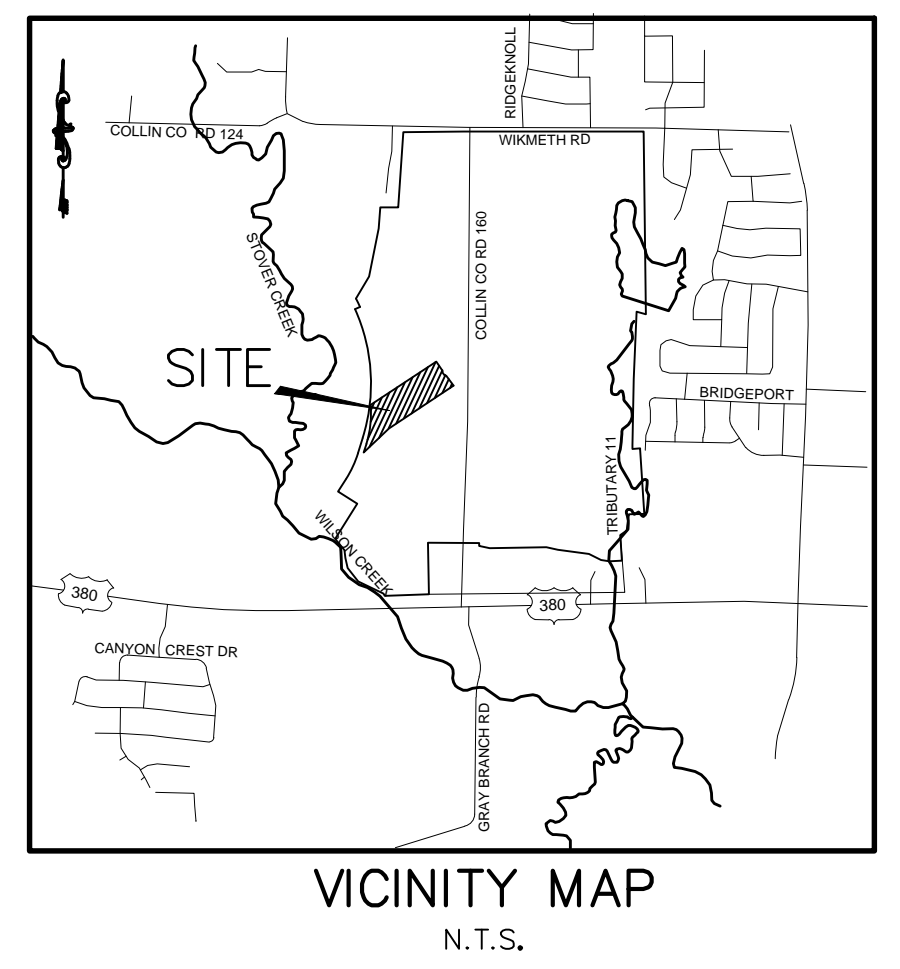 RIDGEKNOLL
COLLIN CO RD 124
WIKMETH RD
COLLIN CO RD 160
STOVER CREEK
SITE
BRIDGEPORT
TRIBUTARY 11
WILSON CREEK
380
380
CANYON CREST DR
GRAY BRANCH RD
VICINITY MAP
N.T.S.